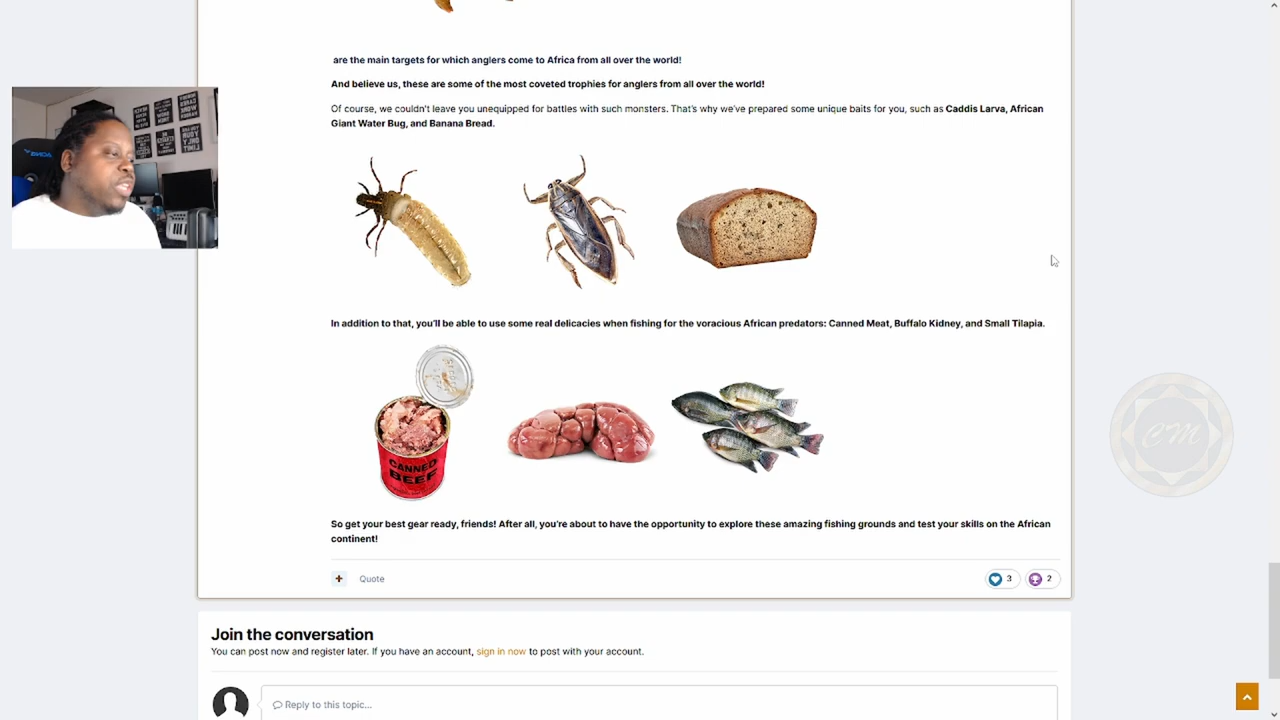 are the main targets for which anglers come to Africa from all over the world!
And believe us, these are some of the most coveted trophies for anglers from all over the world!
Of course, we couldn't leave you unequipped for battles with such monsters. That's why we've prepared some unique baits for you, such as Caddis Larva, African
Giant Water Bug, and Banana Bread.
In addition to that, you'll be able to use some real delicacies when fishing for the voracious African predators: Canned Meat, Buffalo Kidney, and Small Tilapia.
CANNED
BEEF
CM
So get your best gear ready, friends! After all, you're about to have the opportunity to explore these amazing fishing grounds and test your skills on the African
continent!
+ Quote
3 2
Join the conversation
You can post now and register later. If you have an account, sign in now to post with your account.
Reply to this topic...